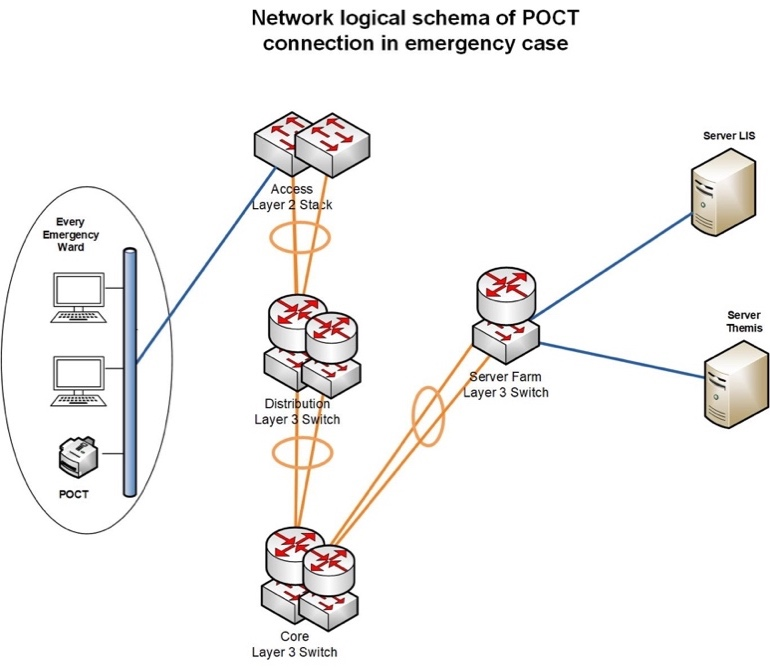 Network logical schema of POCT
connection in emergency case
Server LIS
Access
Layer 2 Stack
Every
Emergency
Ward
Server
Themis
Server Farm
Layer 3 Switch
Distribution
Layer 3 Switch
POCT
Core
Layer 3 Switch